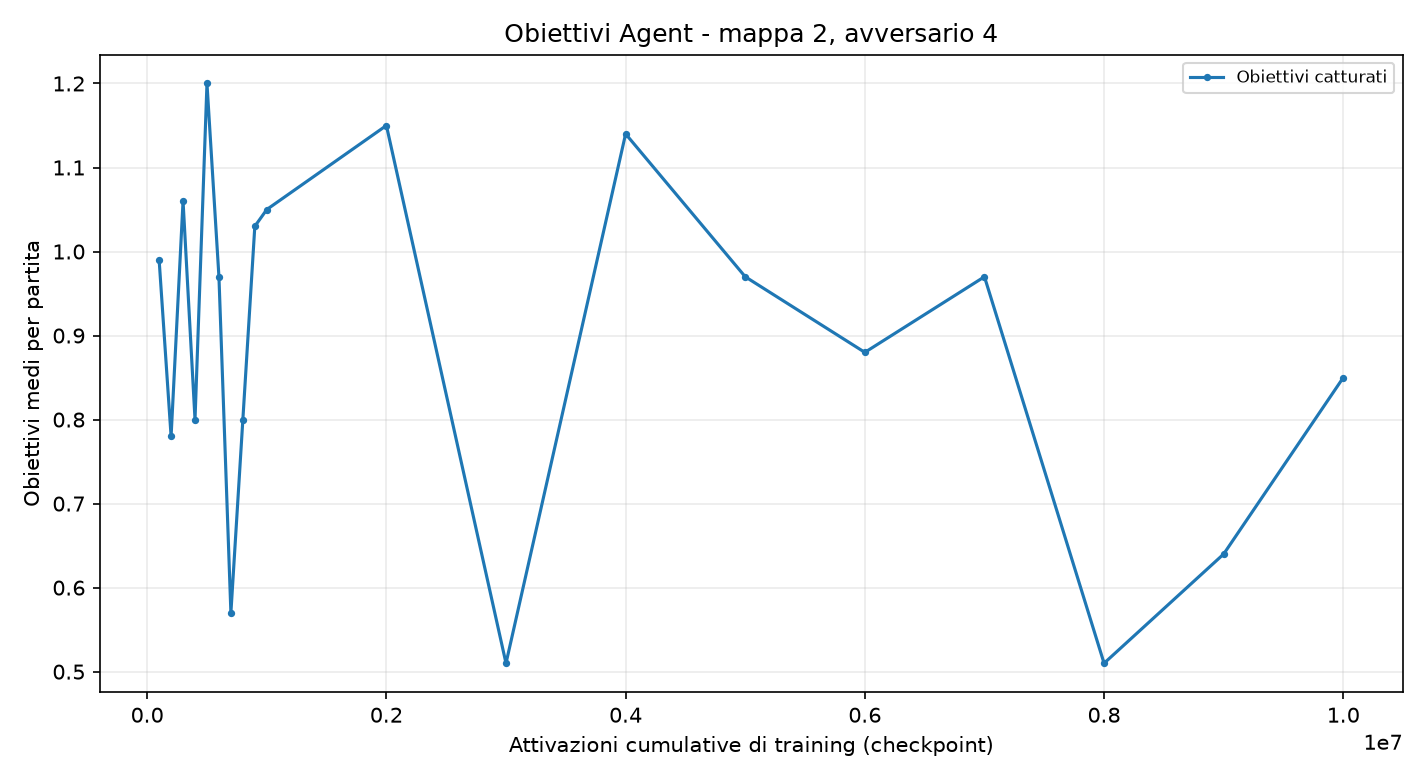 Obiettivi Agent - mappa 2, avversario 4
Obiettivi catturati
Obiettivi medi per partita
1.2
1.1
1.0
0.9
0.8
0.7
0.6
0.5
0.0 0.2 0.4 0.6 0.8 1.0
1e7
Attivazioni cumulative di training (checkpoint)